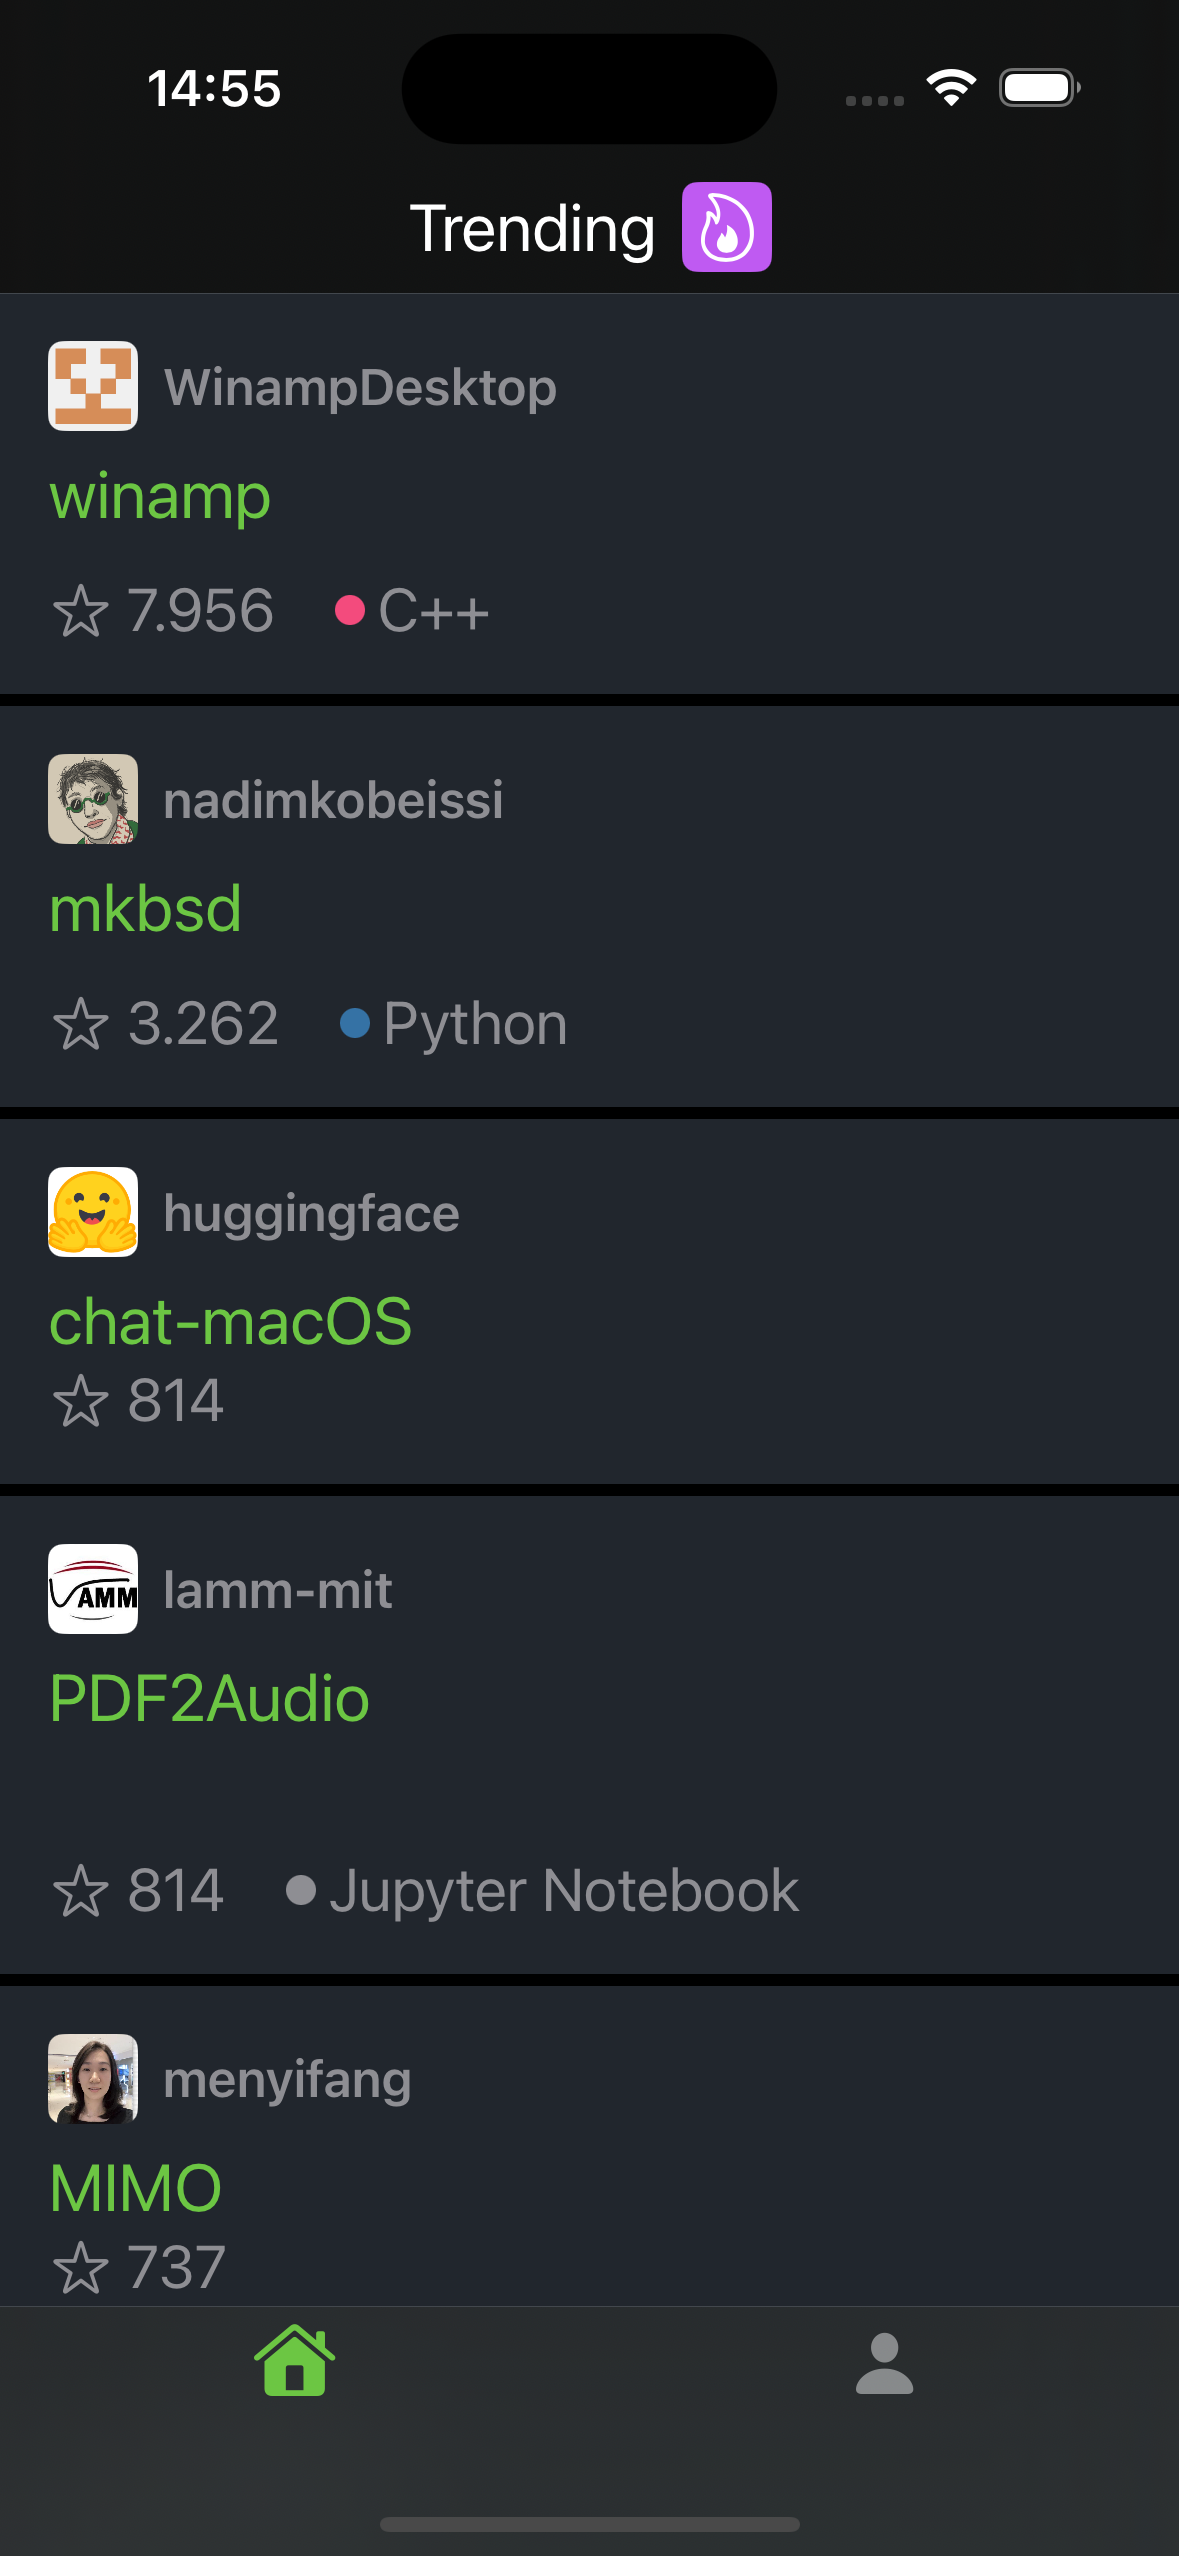 14:55
Trending
WinampDesktop
winamp
7.956 C++
nadimkobeissi
mkbsd
3.262 Python
huggingface
chat-macOS
814
AMM
lamm-mit
PDF2Audio
814 Jupyter Notebook
menyifang
MIMO
737